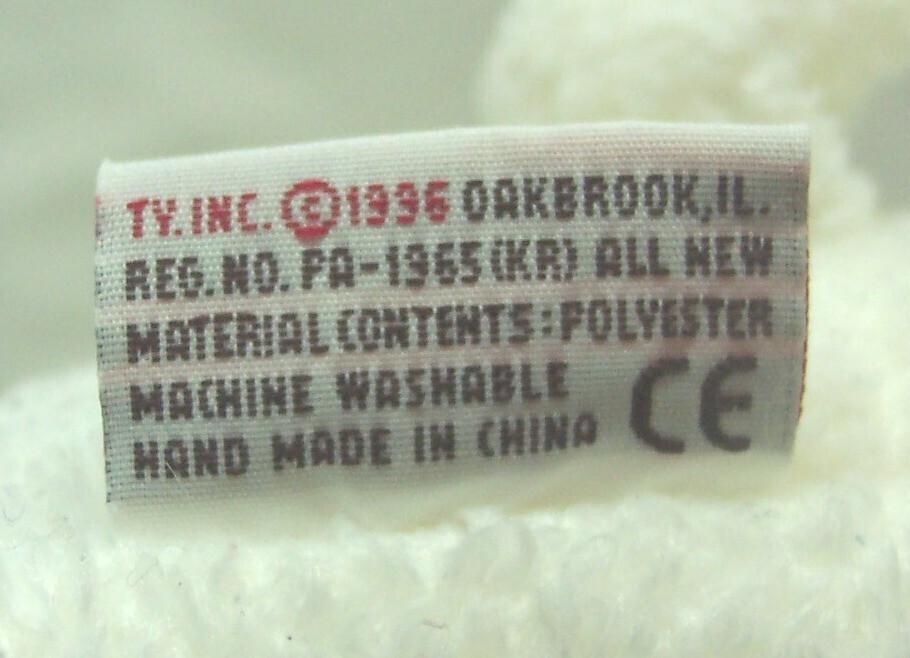 TY. INC. ©1996 OAKBROOK, IL.
REG. NO. PA-1965(KR) ALL NEW
MATERIAL CONTENTS:POLYESTER
MACHINE WASHABLE
HAND MADE IN CHINA
CE